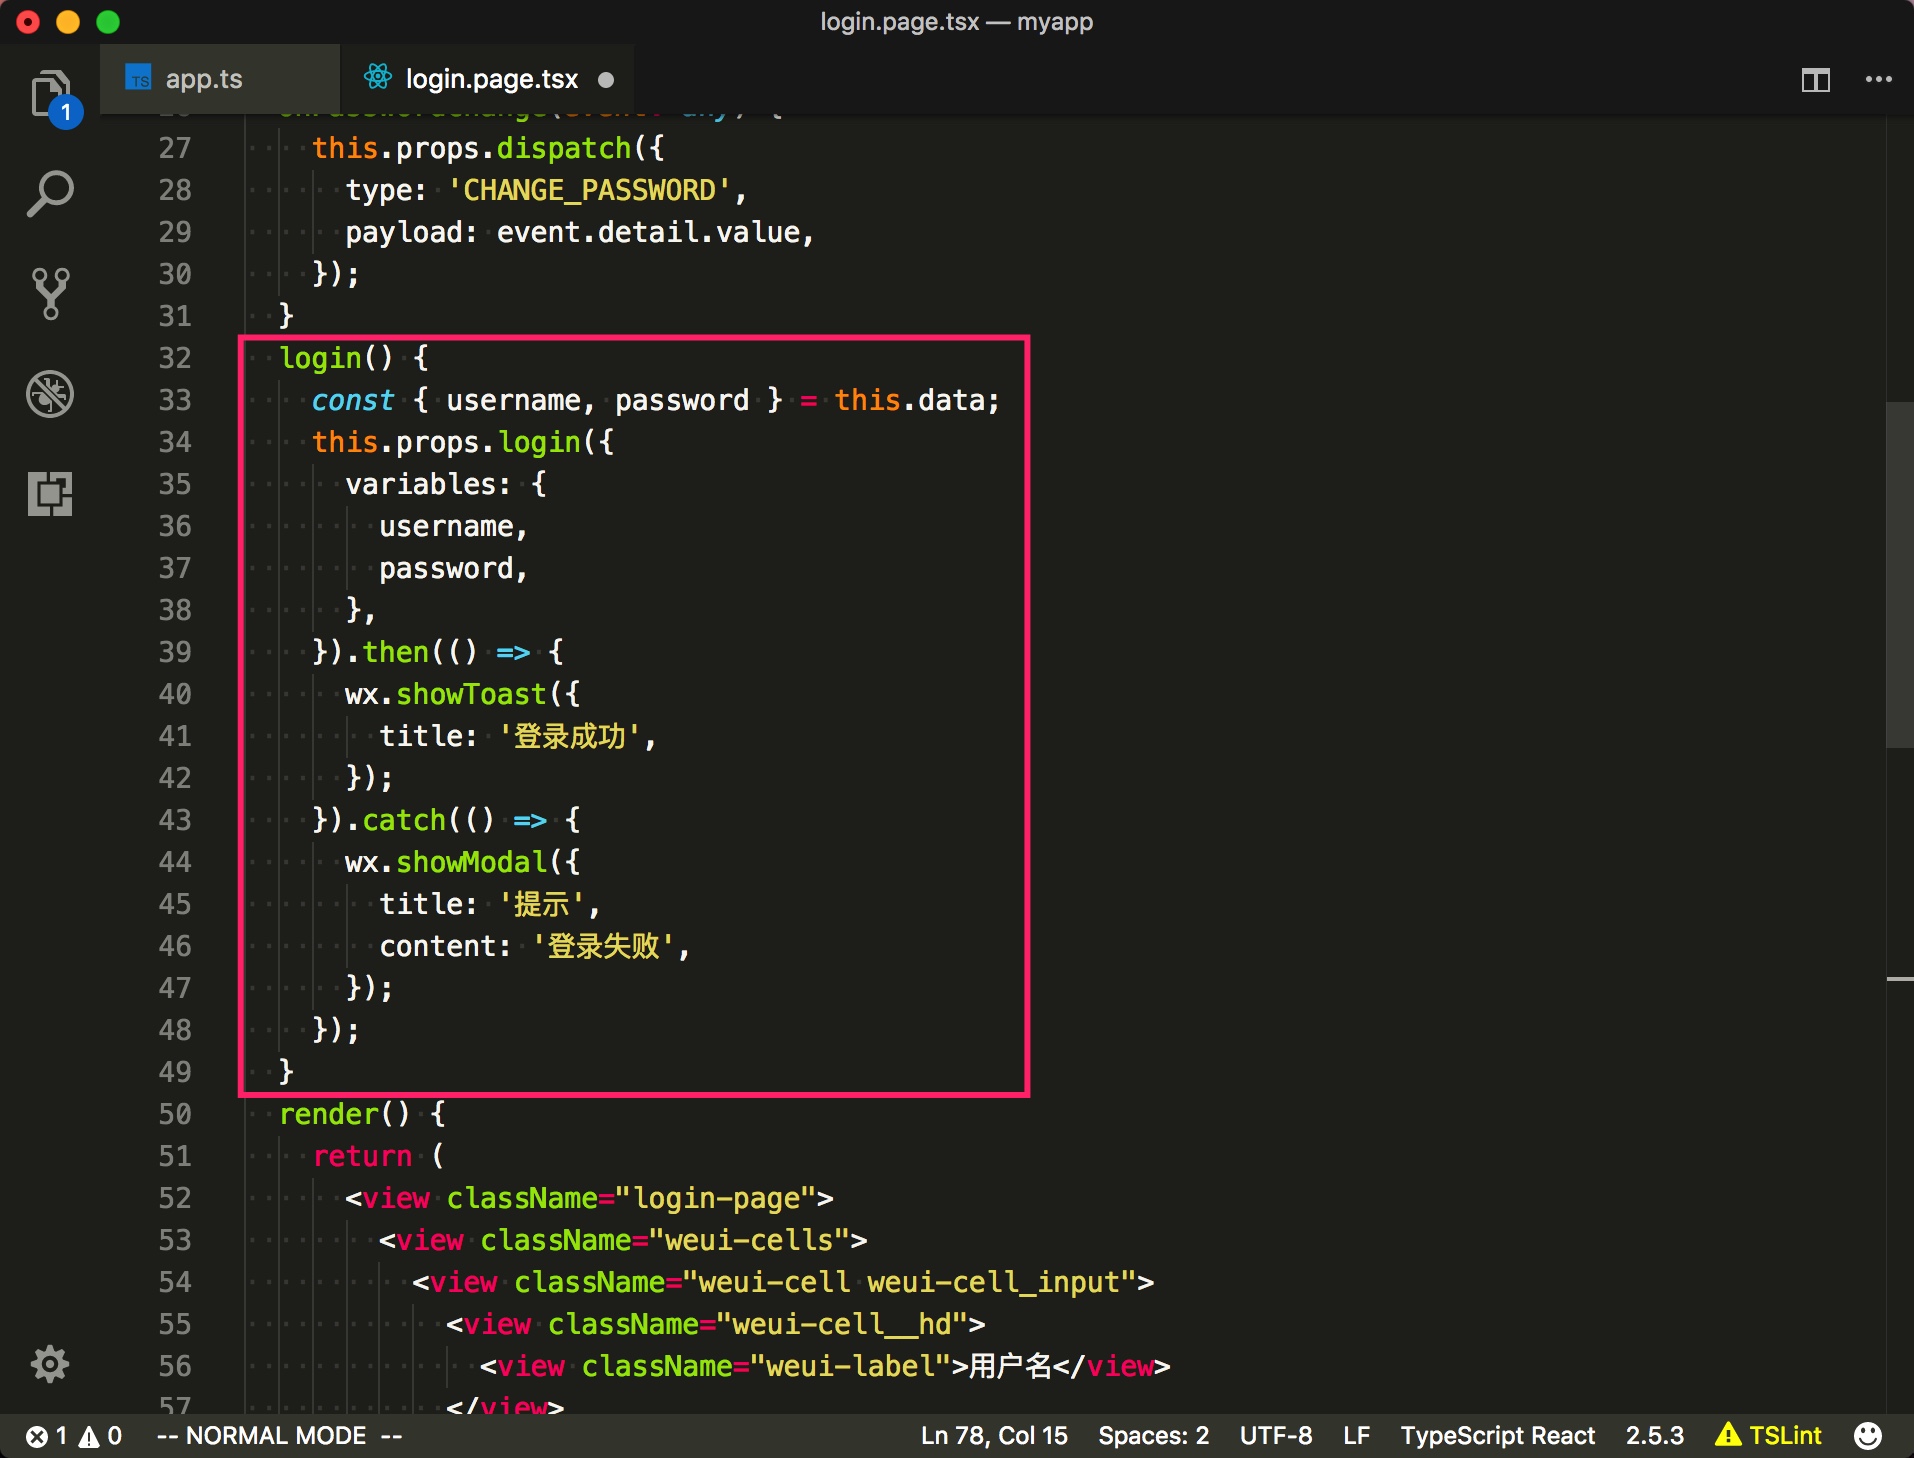 login.page.tsx — myapp
app.ts
login.page.tsx
1
onPasswordChange(event: any) {
27 this.props.dispatch({
28 type: 'CHANGE_PASSWORD',
29 payload: event.detail.value,
30 });
31 }
32 login() {
33 const { username, password } = this.data;
34 this.props.login({
35 variables: {
36 username,
37 password,
38 },
39 }).then(() => {
40 wx.showToast({
41 title: '登录成功',
42 });
43 }).catch(() => {
44 wx.showModal({
45 title: '提示',
46 content: '登录失败',
47 });
48 });
49 }
50 render() {
51 return (
52 <view className="login-page">
53 <view className="weui-cells">
54 <view className="weui-cell weui-cell_input">
55 <view className="weui-cell__hd">
56 <view className="weui-label">用户名</view>
57 </view>
1 0 -- NORMAL MODE -- Ln 78, Col 15 Spaces: 2 UTF-8 LF TypeScript React 2.5.3 TSLint